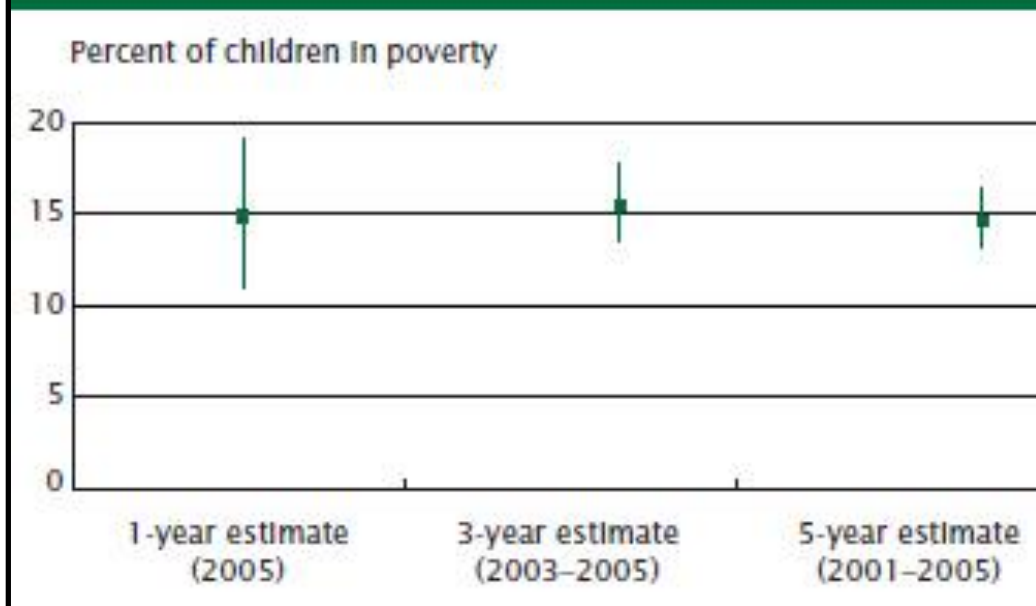 Percent of children in poverty
20
15
10
5
0
1-year estimate
(2005)
3-year estimate
(2003–2005)
5-year estimate
(2001–2005)